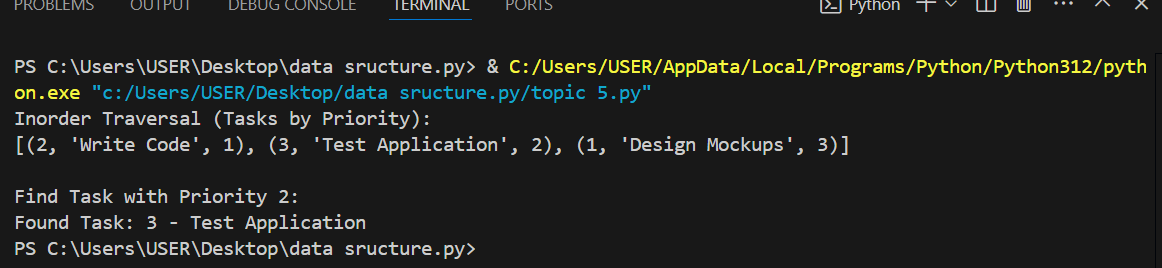 PROBLEMS OUTPUT DEBUG CONSOLE TERMINAL PORTS Python
PS C:\Users\USER\Desktop\data sructure.py> & C:/Users/USER/AppData/Local/Programs/Python/Python312/pyth
on.exe "c:/Users/USER/Desktop/data sructure.py/topic 5.py"
Inorder Traversal (Tasks by Priority):
[(2, 'Write Code', 1), (3, 'Test Application', 2), (1, 'Design Mockups', 3)]
Find Task with Priority 2:
Found Task: 3 - Test Application
PS C:\Users\USER\Desktop\data sructure.py>